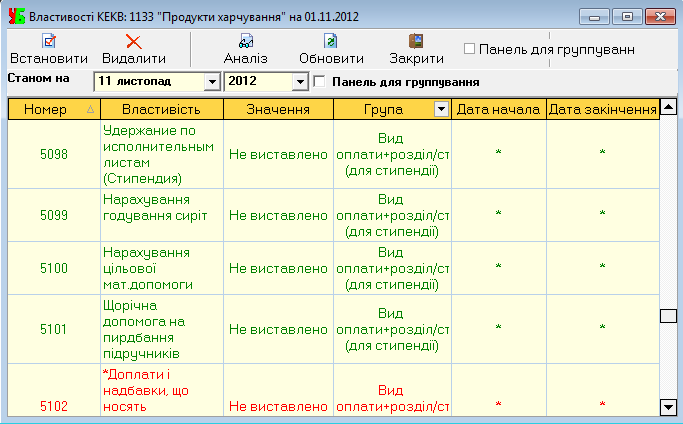 Властивості КЕКВ: 1133 "Продукти харчування" на 01.11.2012
Встановити Видалити Аналіз Обновити Закрити Панель для группуванн
Станом на 11 листопад 2012 Панель для группування
Номер Властивість Значення Група Дата начала Дата закінчення
Удержание по
исполнительным
листам
(Стипендия)
5098 Не виставлено Вид
оплати+розділ/ст
(для стипендії)
* *
Нарахування
годування сиріт
5099 Не виставлено Вид
оплати+розділ/ст
(для стипендії)
* *
Нарахування
цільової
мат.допомоги
5100 Не виставлено Вид
оплати+розділ/ст
(для стипендії)
* *
Щорічна
допомога на
пирдбання
підручників
5101 Не виставлено Вид
оплати+розділ/ст
(для стипендії)
* *
*Доплати і
надбавки, що
носять
5102 Не виставлено Вид
оплати+розділ/ст
* *